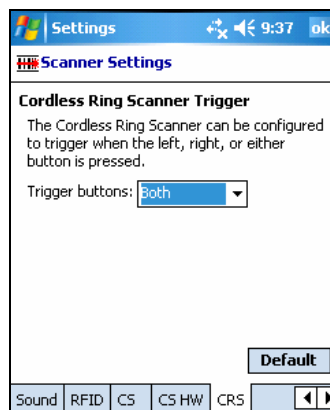 Settings 9:37 ok
Scanner Settings
Cordless Ring Scanner Trigger
The Cordless Ring Scanner can be configured
to trigger when the left, right, or either
button is pressed.
Trigger buttons: Both
Default
Sound RFID CS CS HW CRS